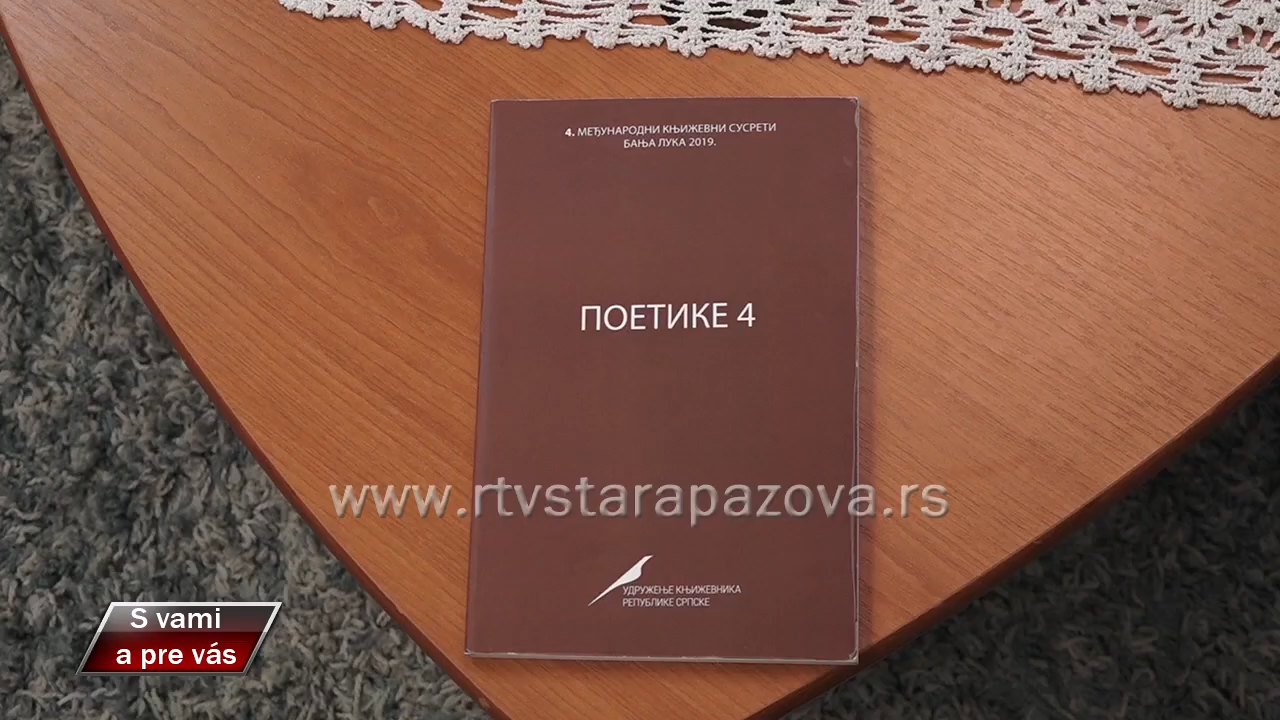 4. МЕЂУНАРОДНИ КЊИЖЕВНИ СУСРЕТИ
БАЊА ЛУКА 2019.
ПОЕТИКЕ 4
www.rtvstarapazova.rs
УДРУЖЕЊЕ КЊИЖЕВНИКА
РЕПУБЛИКЕ СРПСКЕ
S vami
a pre vás